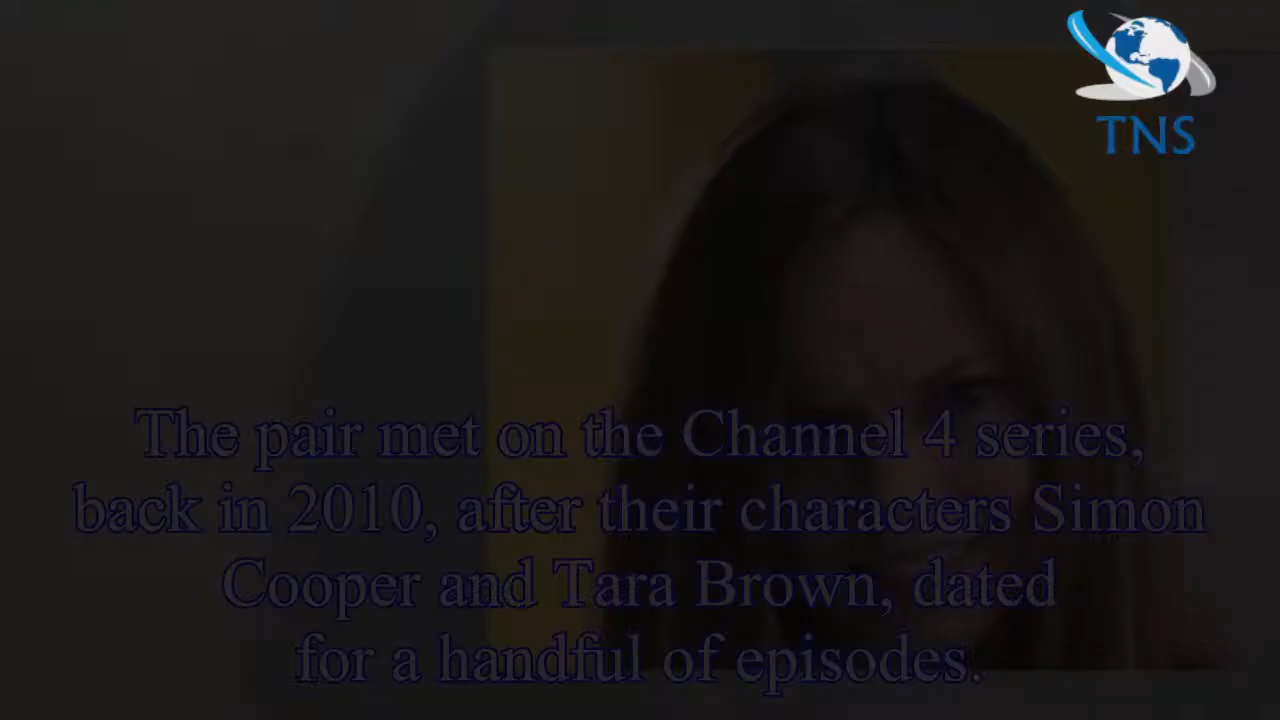 TNS
The pair met on the Channel 4 series,
back in 2010, after their characters Simon
Cooper and Tara Brown, dated
for a handful of episodes.